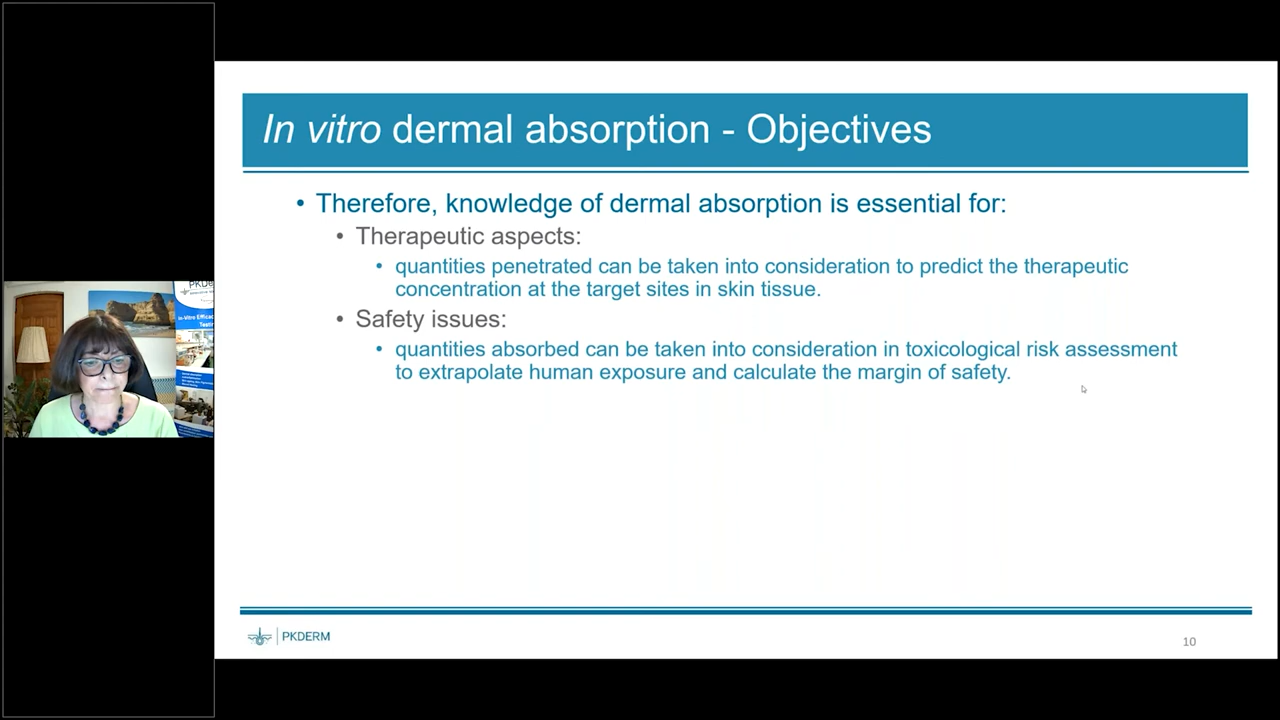 In vitro dermal absorption - Objectives
• Therefore, knowledge of dermal absorption is essential for:
• Therapeutic aspects:
• quantities penetrated can be taken into consideration to predict the therapeutic
concentration at the target sites in skin tissue.
• Safety issues:
• quantities absorbed can be taken into consideration in toxicological risk assessment
to extrapolate human exposure and calculate the margin of safety.
PKDERM
10